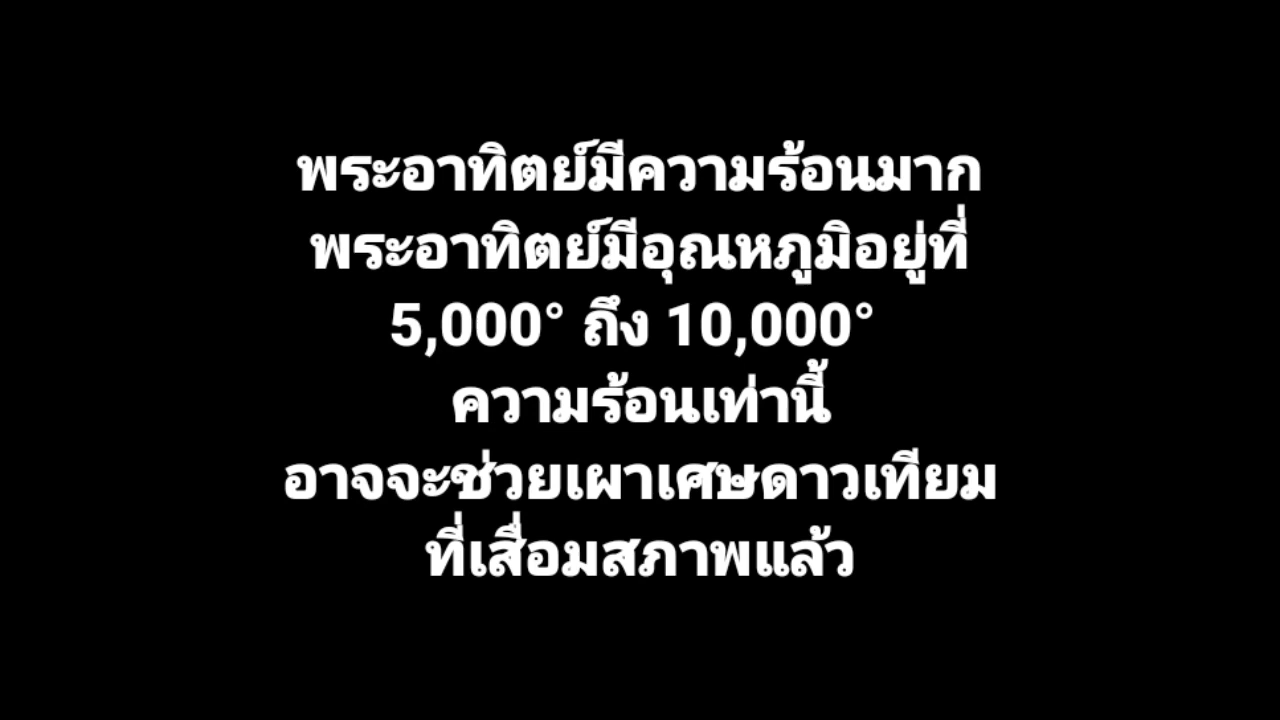 พระอาทิตย์มีความร้อนมาก
พระอาทิตย์มีอุณหภูมิอยู่ที่
5,000° ถึง 10,000°
ความร้อนเท่านี้
อาจจะช่วยเผาเศษดาวเทียม
ที่เสื่อมสภาพแล้ว